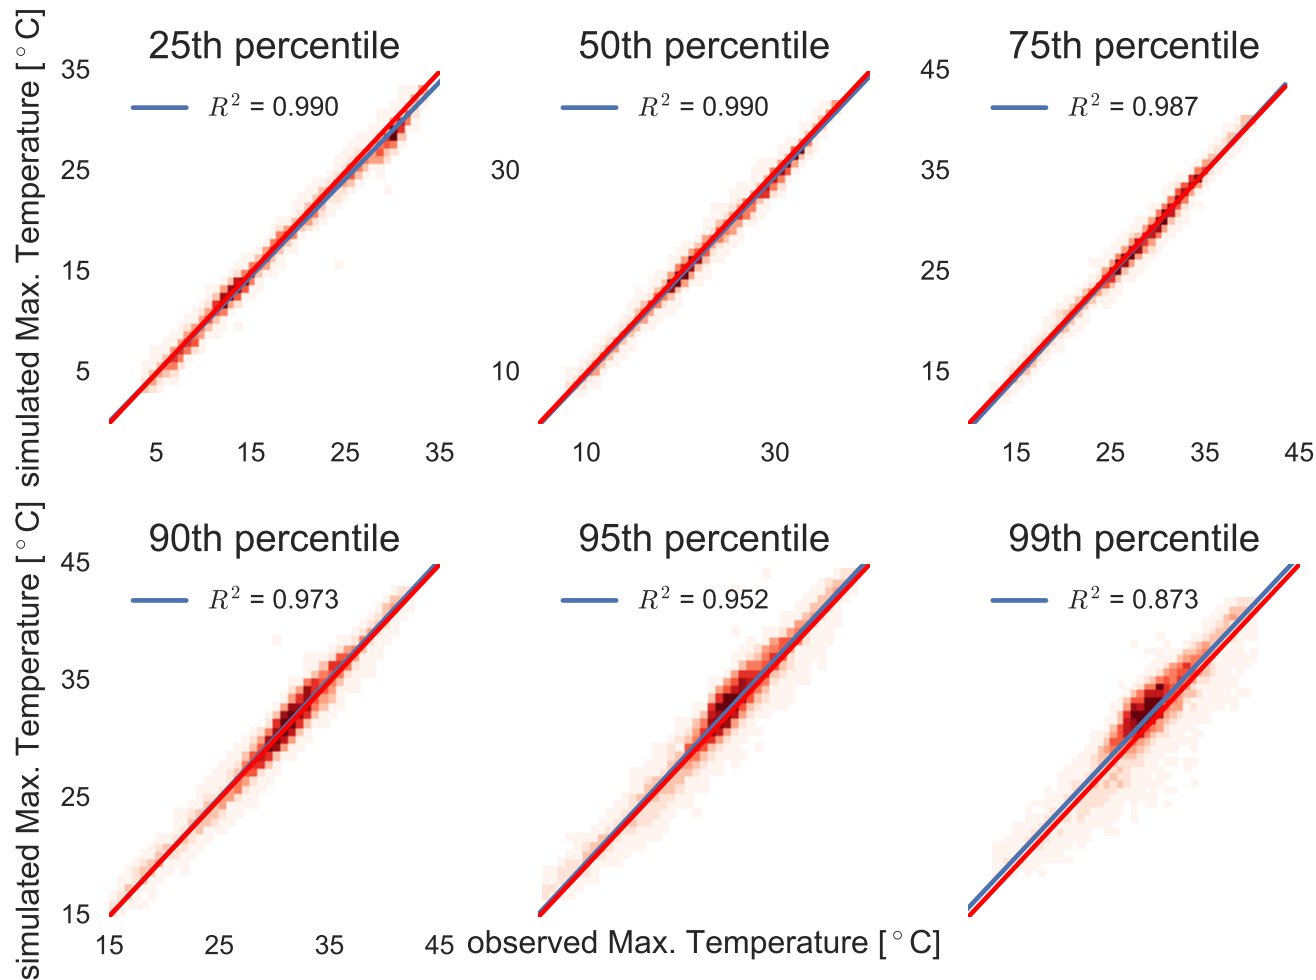 simulated Max. Temperature [°C]
25th percentile
R² = 0.990
35
25
15
5
5 15 25 35
50th percentile
R² = 0.990
30
10
10 30
75th percentile
R² = 0.987
45
35
25
15
15 25 35 45
simulated Max. Temperature [°C]
90th percentile
R² = 0.973
45
35
25
15
15 25 35 45
95th percentile
R² = 0.952
99th percentile
R² = 0.873
observed Max. Temperature [°C]